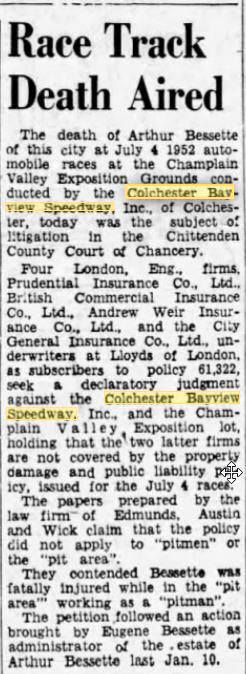 Race Track
Death Aired
The death of Arthur Bessette
of this city at July 4 1952 auto-
mobile races at the Champlain
Valley Exposition Grounds con-
ducted by the Colchester Bay-
view Speedway, Inc., of Colches-
ter, today was the subject of
litigation in the Chittenden
County Court of Chancery.
Four London, Eng., firms,
Prudential Insurance Co., Ltd.,
British Commercial Insurance
Co., Ltd., Andrew Weir Insur-
ance Co., Ltd., and the City
General Insurance Co., Ltd., un-
derwriters at Lloyds of London,
as subscribers to policy 61,322,
seek a declaratory judgment
against the Colchester Bayview
Speedway, Inc., and the Cham-
plain Valley Exposition lot,
holding that the two latter firms
are not covered by the property
damage and public liability
icy, issued for the July 4 races.
The papers prepared by the
law firm of Edmunds, Austin
and Wick claim that the policy
did not apply to "pitmen" or
the "pit area".
They contended Bessette was
fatally injured while in the "pit
area'" working as a "pitman".
The petition followed an action
brought by Eugene Bessette as
administrator of the estate of
Arthur Bessette last Jan. 10.